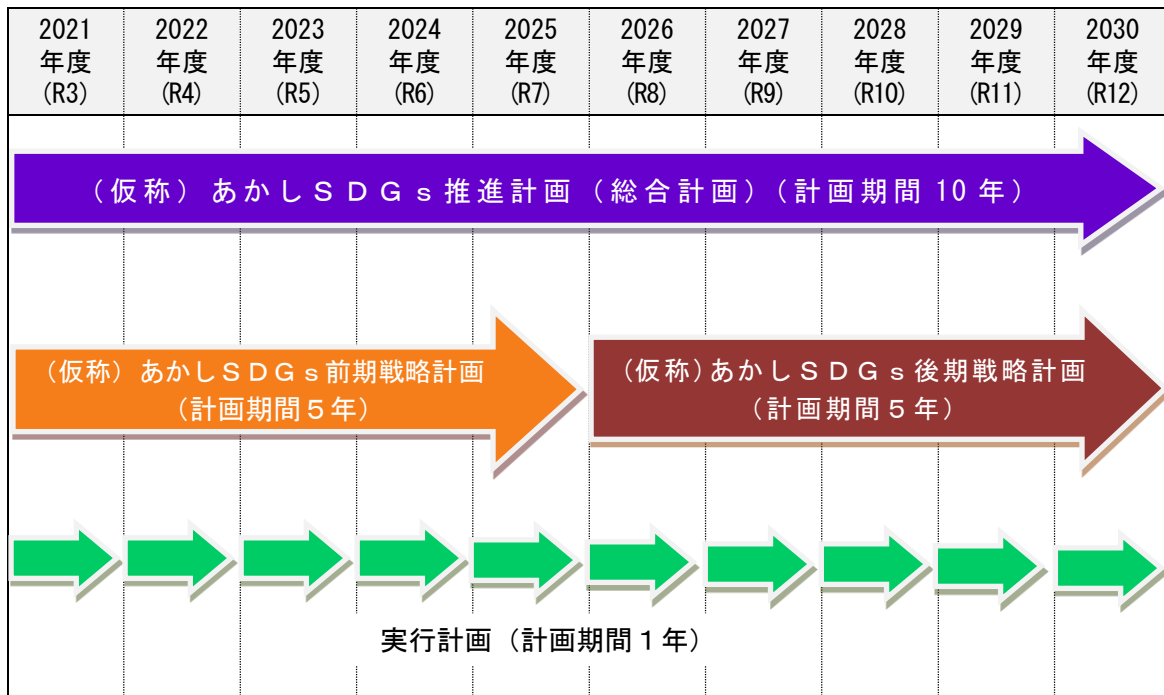 2021 2022 2023 2024 2025 2026 2027 2028 2029 2030
年度 年度 年度 年度 年度 年度 年度 年度 年度 年度
(R3) (R4) (R5) (R6) (R7) (R8) (R9) (R10) (R11) (R12)
（仮称）あかしＳＤＧｓ推進計画（総合計画）（計画期間 10 年）
（仮称）あかしＳＤＧｓ前期戦略計画
（計画期間５年）
（仮称）あかしＳＤＧｓ後期戦略計画
（計画期間５年）
実行計画（計画期間１年）